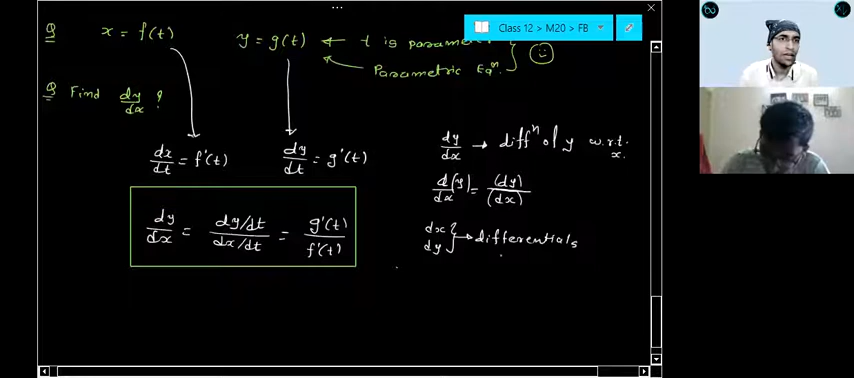 Q x = f(t) y = g(t) ← t is parameter
Class 12 > M20 > FB
Parametric Eqn.
Q Find dy/dx ?
dx/dt = f'(t) dy/dt = g'(t)
dy/dx → diffn of y w.r.t. x
d(y)/dx = (dy)/(dx)
dy/dx = dy/dt / dx/dt = g'(t)/f'(t)
dx
dy } → differentials